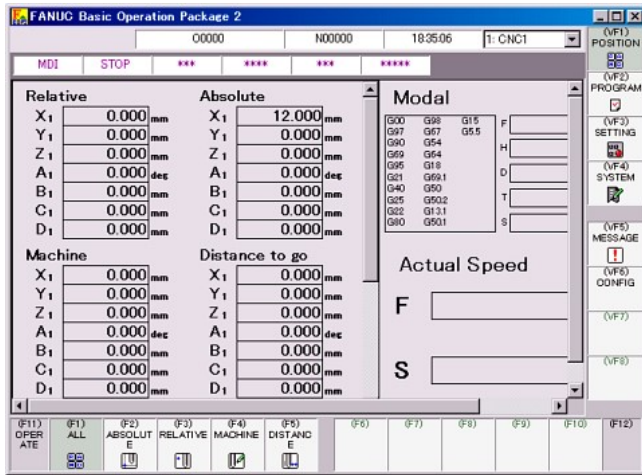 FANUC Basic Operation Package 2
O0000 N00000 18:35:06 1: CNC1
MDI STOP *** **** *** *****
Relative
X1 0.000 mm
Y1 0.000 mm
Z1 0.000 mm
A1 0.000 deg
B1 0.000 mm
C1 0.000 mm
D1 0.000 mm
Absolute
X1 12.000 mm
Y1 0.000 mm
Z1 0.000 mm
A1 0.000 deg
B1 0.000 mm
C1 0.000 mm
D1 0.000 mm
Machine
X1 0.000 mm
Y1 0.000 mm
Z1 0.000 mm
A1 0.000 deg
B1 0.000 mm
C1 0.000 mm
D1 0.000 mm
Distance to go
X1 0.000 mm
Y1 0.000 mm
Z1 0.000 mm
A1 0.000 deg
B1 0.000 mm
C1 0.000 mm
D1 0.000 mm
Modal
G00 G98 G15
G97 G67 G5.5
G90 G54
G69 G64
G95 G18
G21 G69.1
G40 G50
G25 G50.2
G22 G13.1
G80 G50.1
F
H
D
T
S
Actual Speed
F
S
(VF1)
POSITION
(VF2)
PROGRAM
(VF3)
SETTING
(VF4)
SYSTEM
(VF5)
MESSAGE
(VF6)
CONFIG
(VF7)
(VF8)
(F11)
OPER
ATE
(F1)
ALL
(F2)
ABSOLUT
E
(F3)
RELATIVE
(F4)
MACHINE
(F5)
DISTANC
E
(F6)
(F7)
(F8)
(F9)
(F10)
(F12)